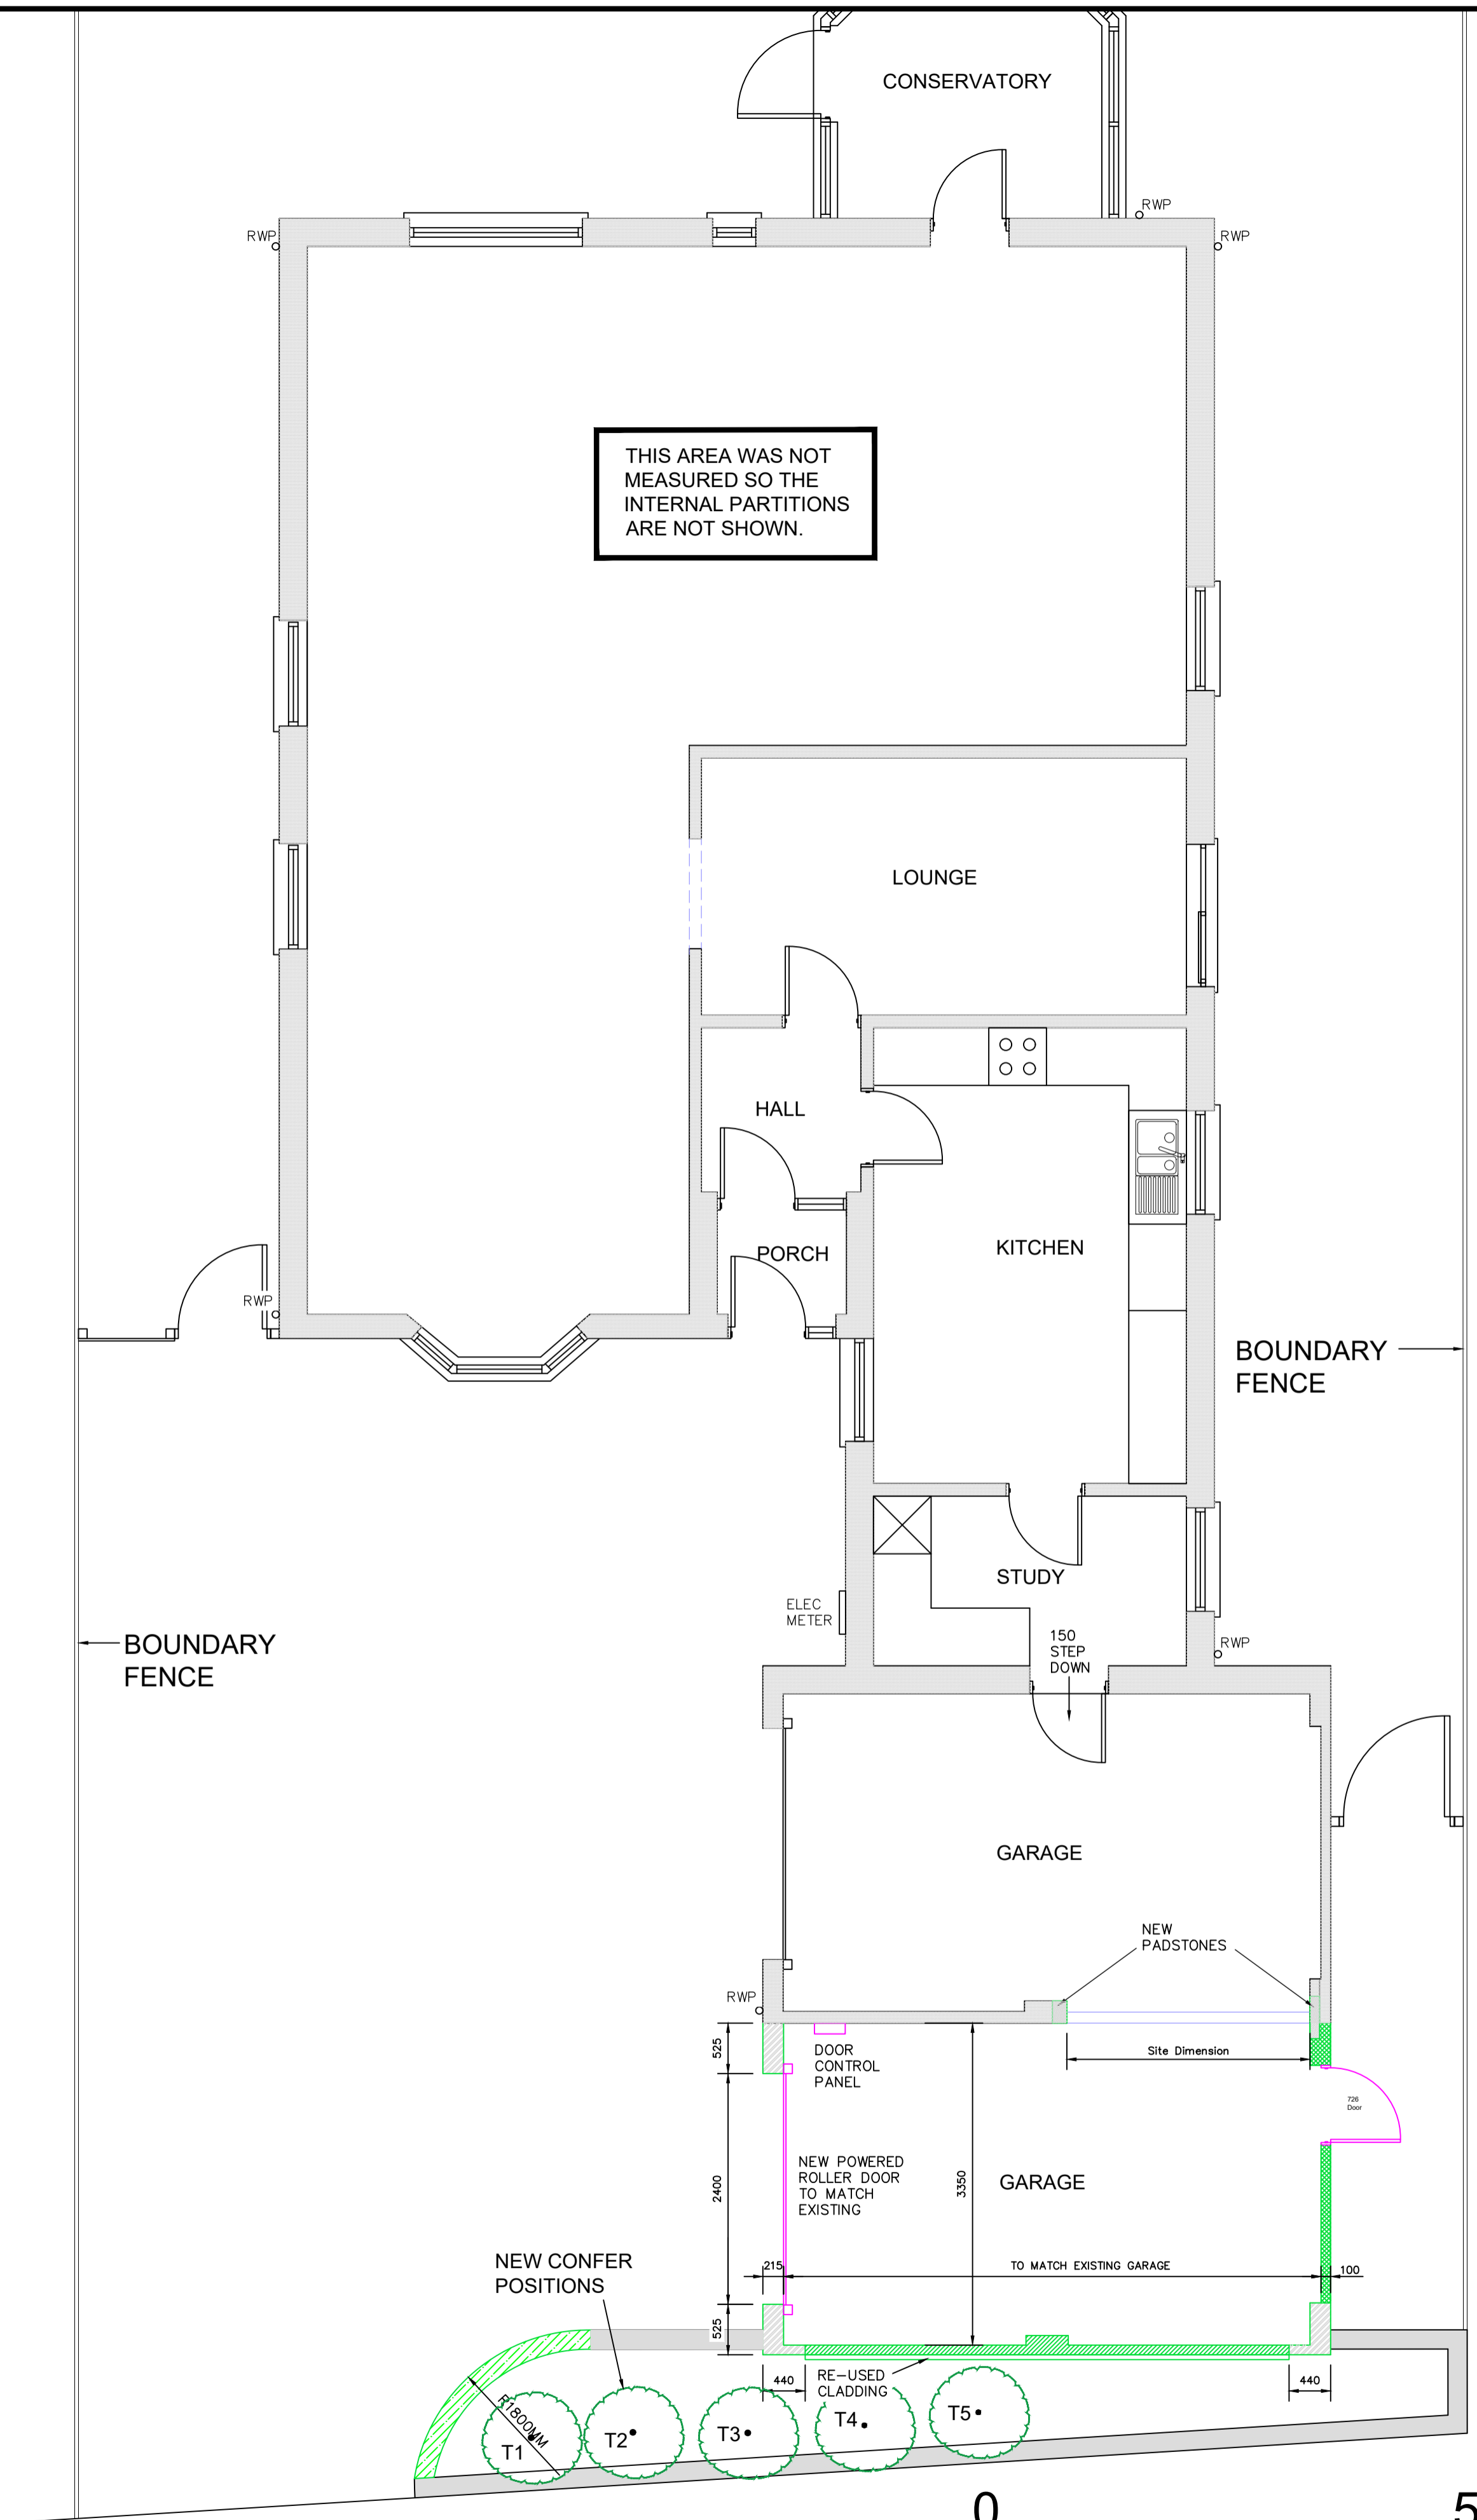 CONSERVATORY
RWP
RWP
RWP
THIS AREA WAS NOT
MEASURED SO THE
INTERNAL PARTITIONS
ARE NOT SHOWN.
LOUNGE
HALL
PORCH
KITCHEN
RWP
BOUNDARY
FENCE
STUDY
ELEC
METER
150
STEP
DOWN
RWP
BOUNDARY
FENCE
GARAGE
NEW
PADSTONES
RWP
525
DOOR
CONTROL
PANEL
Site Dimension
726
Door
2400
NEW POWERED
ROLLER DOOR
TO MATCH
EXISTING
3350
GARAGE
NEW CONFER
POSITIONS
215
TO MATCH EXISTING GARAGE
100
525
440
RE-USED
CLADDING
440
R1800MM
T1
T2
T3
T4
T5
0
5